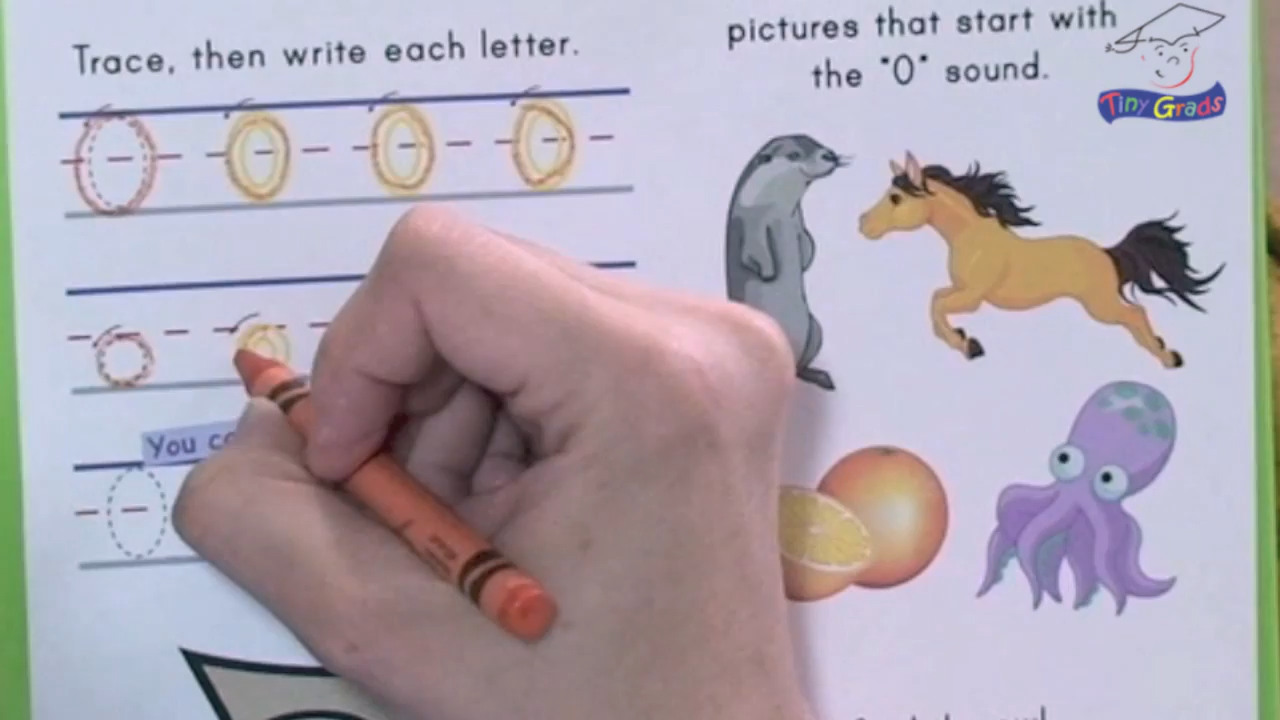 Trace, then write each letter.
O O O O
o o
You
O
pictures that start with
the "O" sound.
Tiny Grads